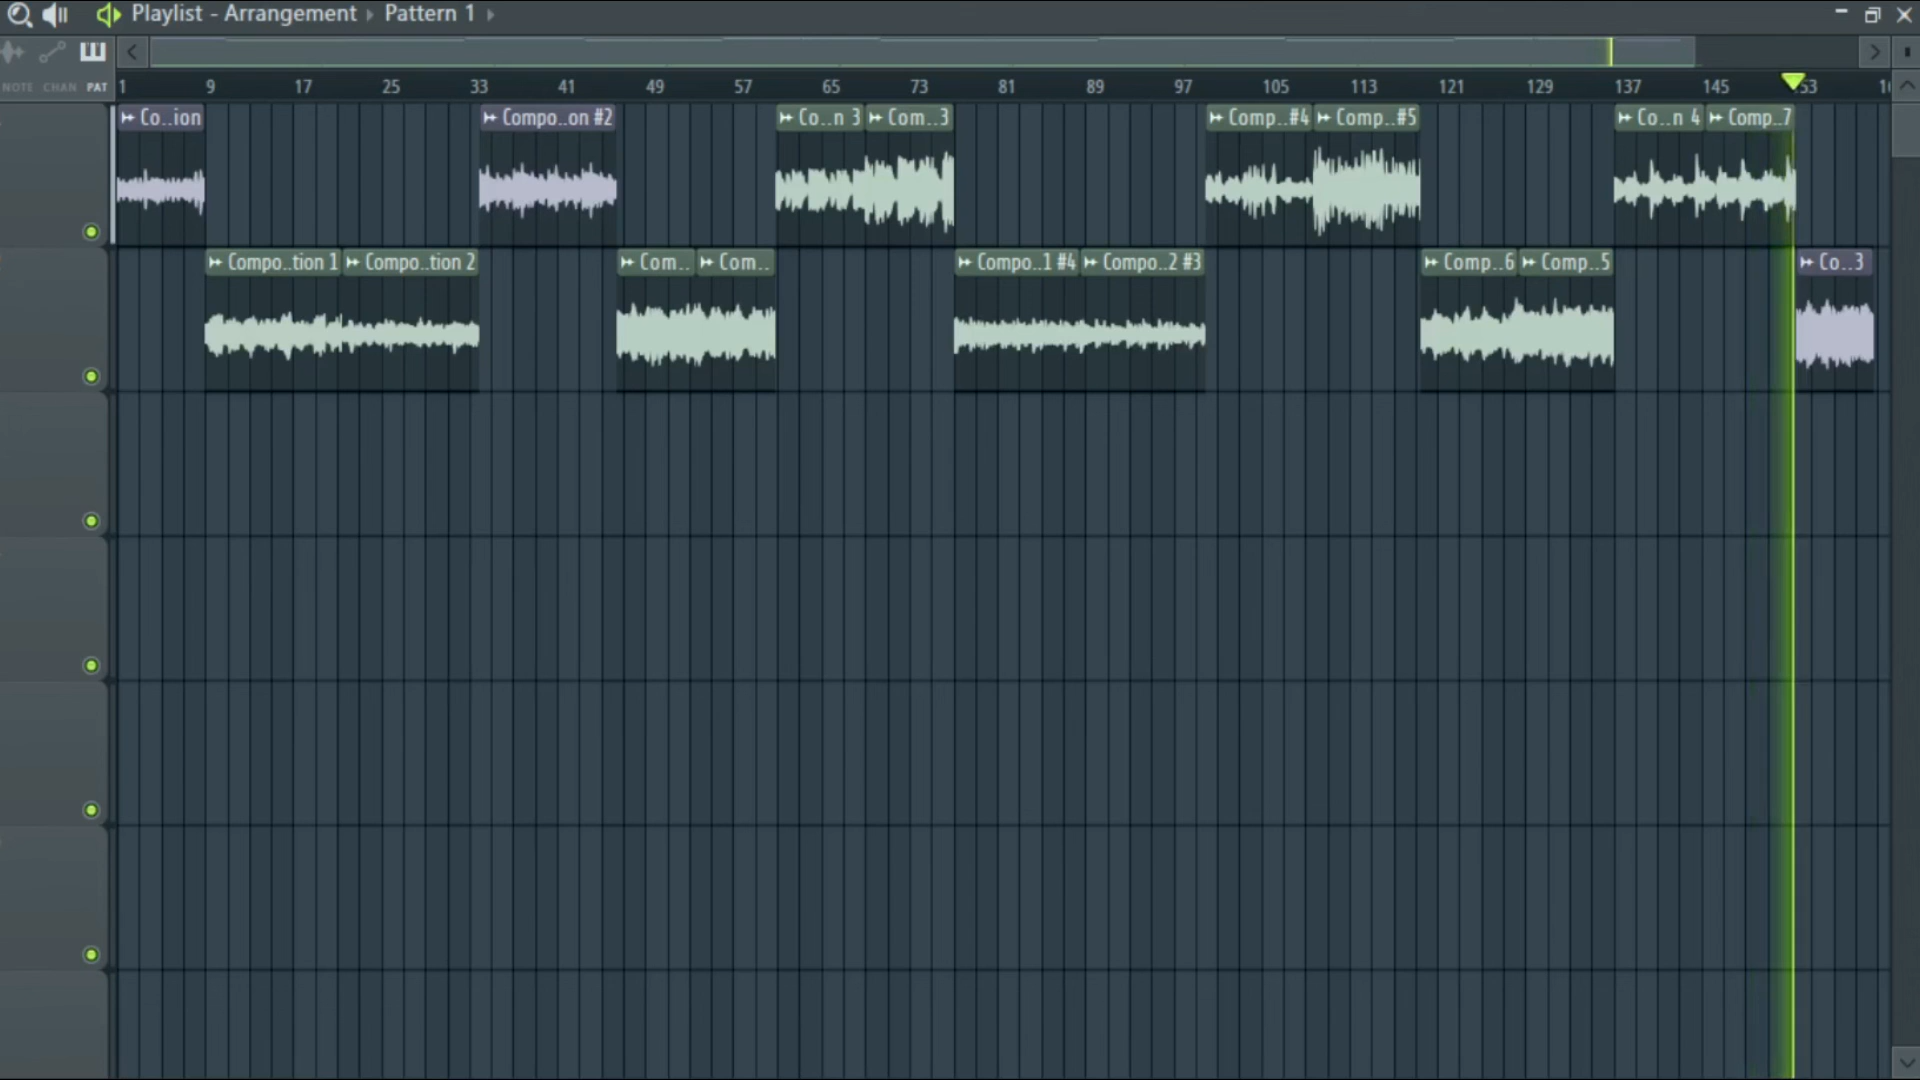 Playlist - Arrangement ▸ Pattern 1 ▸
NOTE CHAN PAT 1 9 17 25 33 41 49 57 65 73 81 89 97 105 113 121 129 137 145 53
Co..ion Compo..on #2 Co..n 3 Com..3 Comp..#4 Comp..#5 Co..n 4 Comp..7
Compo..tion 1 Compo..tion 2 Com.. Com.. Compo..1 #4 Compo..2 #3 Comp..6 Comp..5 Co..3